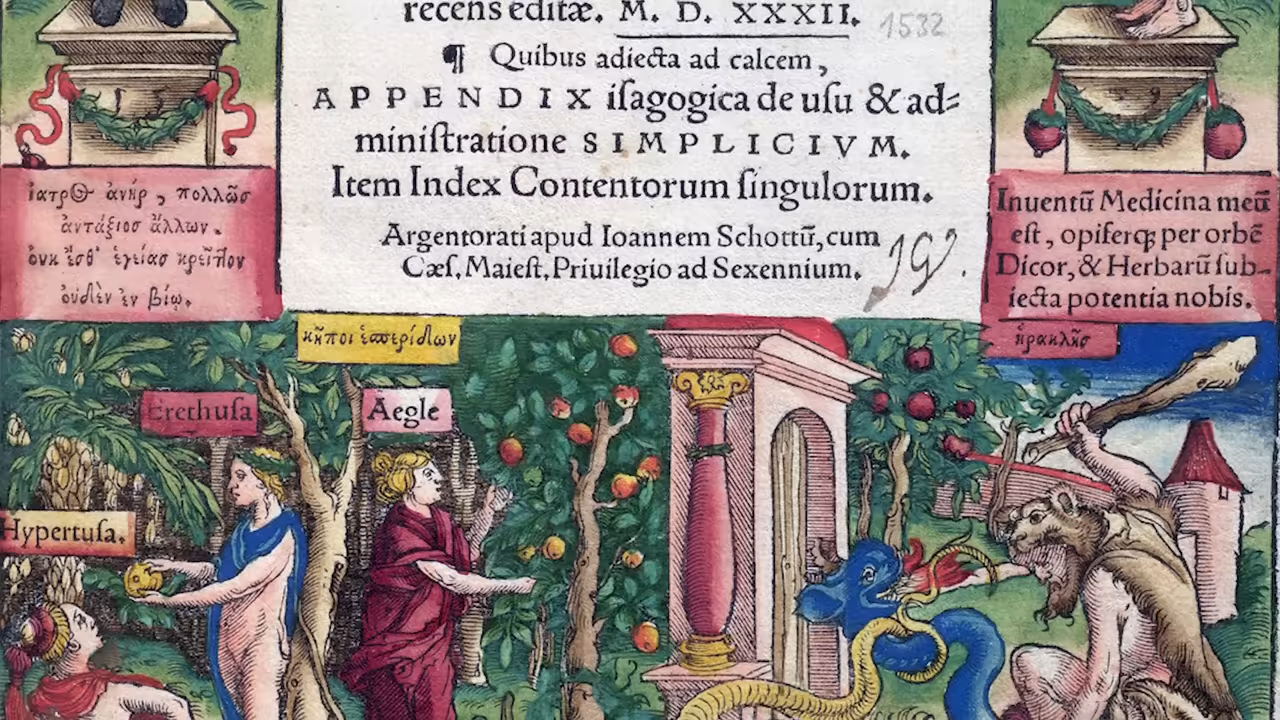 recens editæ. M. D. XXXII.
1532
¶ Quibus adiecta ad calcem,
APPENDIX iſagogica de uſu & ad⸗
miniſtratione SIMPLICIVM.
Item Index Contentorum ſingulorum.
Argentorati apud Ioannem Schottū, cum
Cæſ. Maieſt. Priuilegio ad Sexennium.
ἰατρὸς ἀνήρ, πολλῶν
ἀντάξιος ἄλλων.
οὐκ ἔσθ' ὑγείας κρεῖττον
οὐδὲν ἐν βίῳ.
Inuentū Medicina meū
eſt, opiferqꝫ per orbē
Dicor, & Herbarū ſub⸗
iecta potentia nobis.
κῆποι ἑσπερίδων
ἡρακλῆς
Erethuſa
Aegle
Hypertuſa.